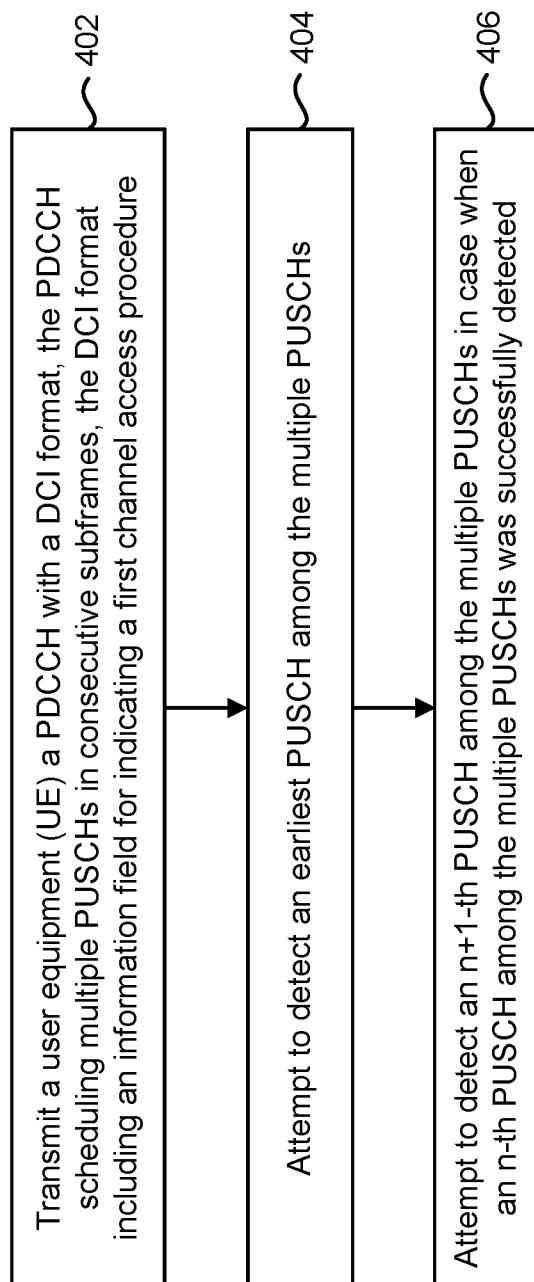 Transmit a user equipment (UE) a PDCCH with a DCI format, the PDCCH
scheduling multiple PUSCHs in consecutive subframes, the DCI format
including an information field for indicating a first channel access procedure
402
Attempt to detect an earliest PUSCH among the multiple PUSCHs
404
Attempt to detect an n+1-th PUSCH among the multiple PUSCHs in case when
an n-th PUSCH among the multiple PUSCHs was successfully detected
406